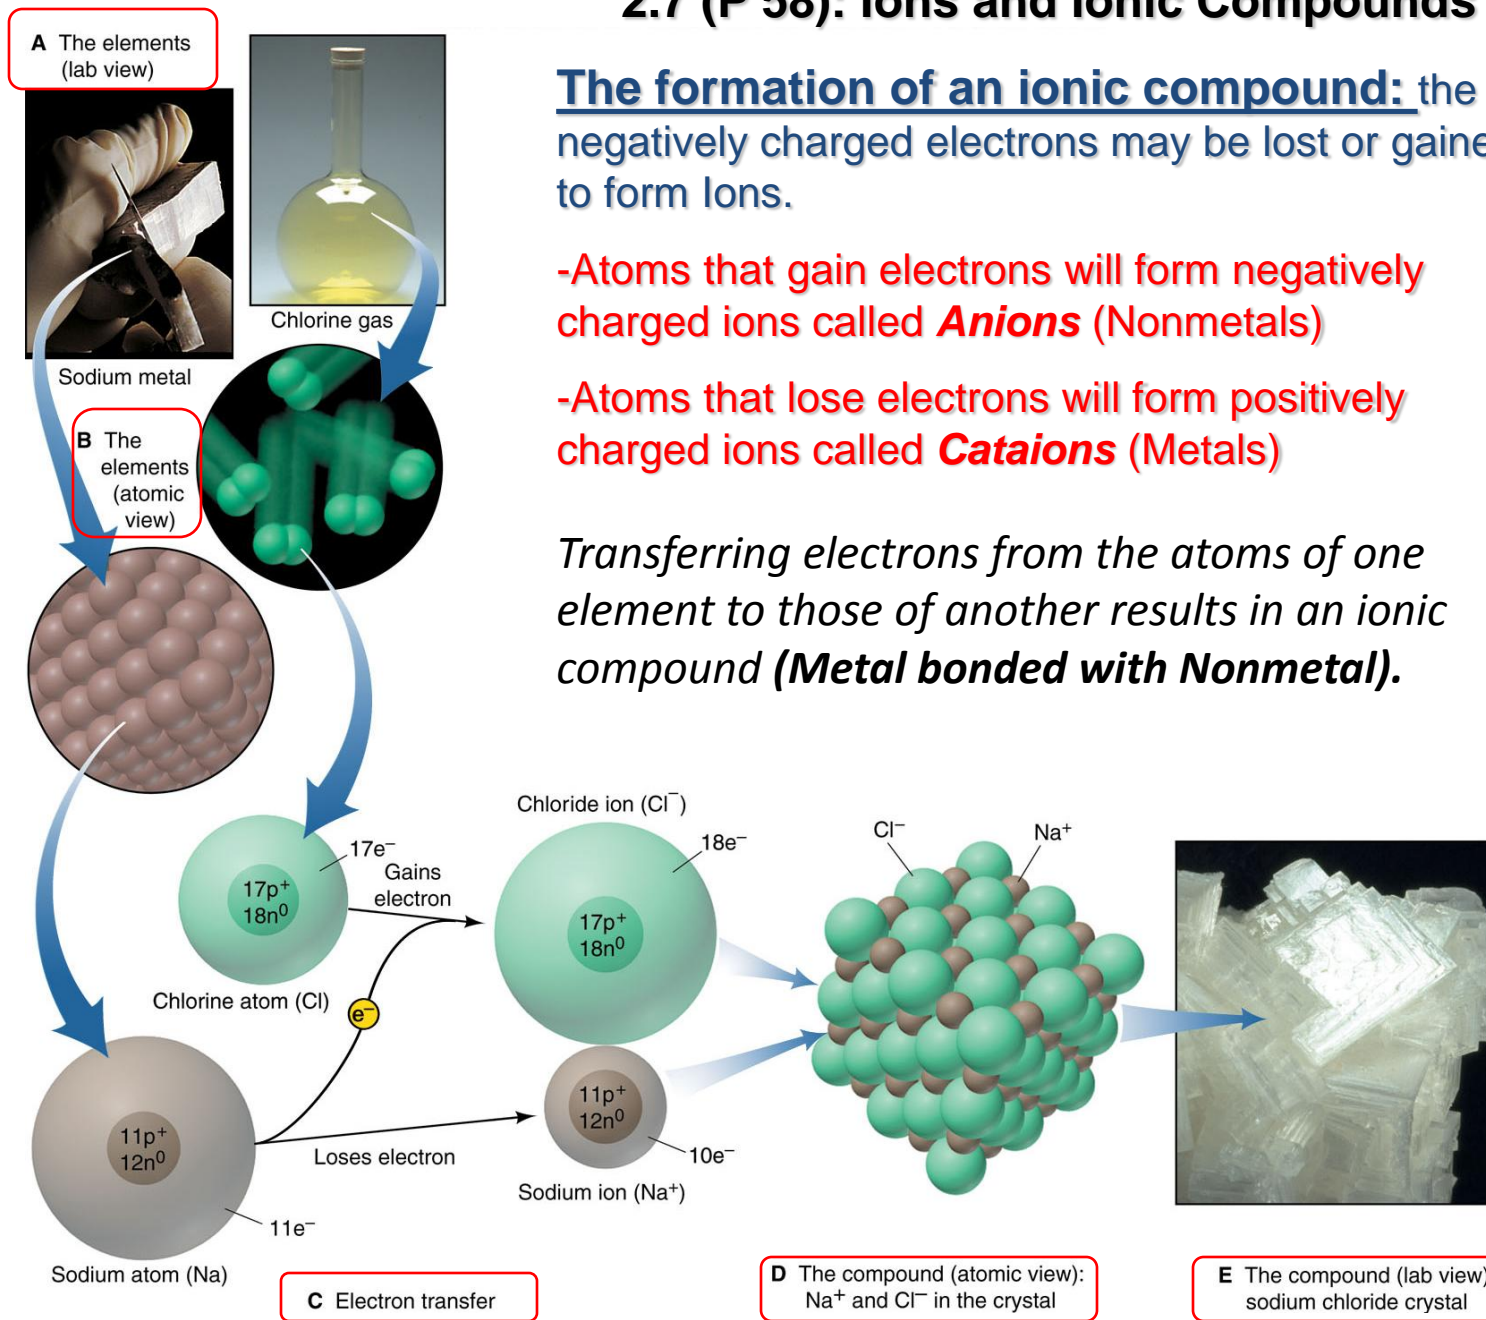 2.7 (P 58): Ions and Ionic Compounds
A The elements
(lab view)
The formation of an ionic compound: the
negatively charged electrons may be lost or gaine
to form Ions.
-Atoms that gain electrons will form negatively
charged ions called Anions (Nonmetals)
-Atoms that lose electrons will form positively
charged ions called Cataions (Metals)
Transferring electrons from the atoms of one
element to those of another results in an ionic
compound (Metal bonded with Nonmetal).
Chlorine gas
Sodium metal
B The
elements
(atomic
view)
Chloride ion (Cl⁻)
18e⁻
17p⁺
18n⁰
17e⁻
Gains
electron
17p⁺
18n⁰
Chlorine atom (Cl)
e⁻
11p⁺
12n⁰
11e⁻
Sodium atom (Na)
Loses electron
11p⁺
12n⁰
10e⁻
Sodium ion (Na⁺)
Cl⁻
Na⁺
C Electron transfer
D The compound (atomic view):
Na⁺ and Cl⁻ in the crystal
E The compound (lab view)
sodium chloride crystal